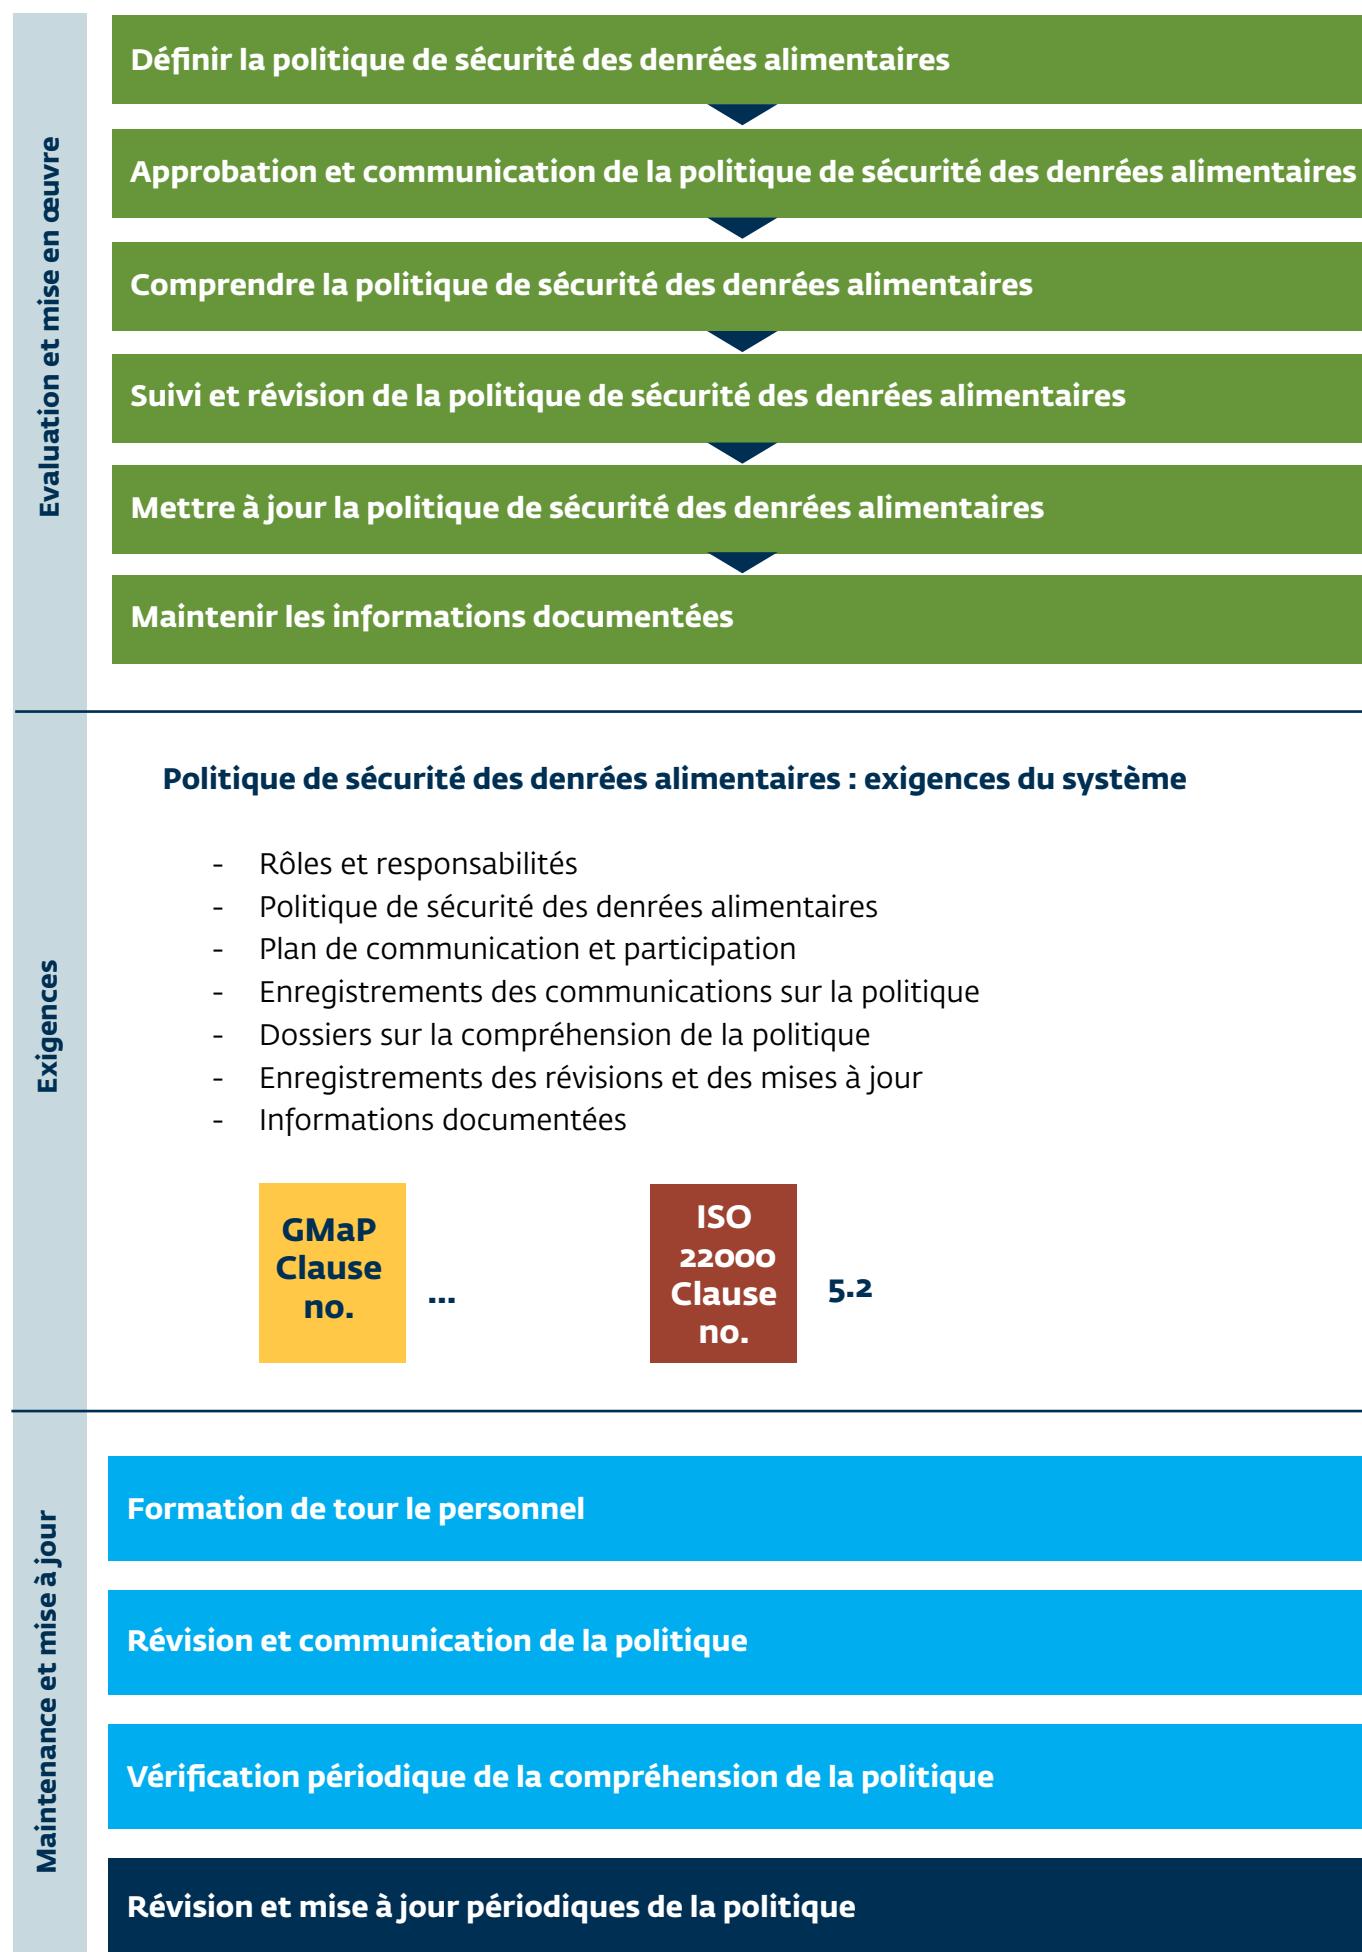 Evaluation et mise en œuvre
Définir la politique de sécurité des denrées alimentaires
Approbation et communication de la politique de sécurité des denrées alimentaires
Comprendre la politique de sécurité des denrées alimentaires
Suivi et révision de la politique de sécurité des denrées alimentaires
Mettre à jour la politique de sécurité des denrées alimentaires
Maintenir les informations documentées
Exigences
Politique de sécurité des denrées alimentaires : exigences du système
- Rôles et responsabilités
- Politique de sécurité des denrées alimentaires
- Plan de communication et participation
- Enregistrements des communications sur la politique
- Dossiers sur la compréhension de la politique
- Enregistrements des révisions et des mises à jour
- Informations documentées
GMaP
Clause
no.
...
ISO
22000
Clause
no.
5.2
Maintenance et mise à jour
Formation de tour le personnel
Révision et communication de la politique
Vérification périodique de la compréhension de la politique
Révision et mise à jour périodiques de la politique